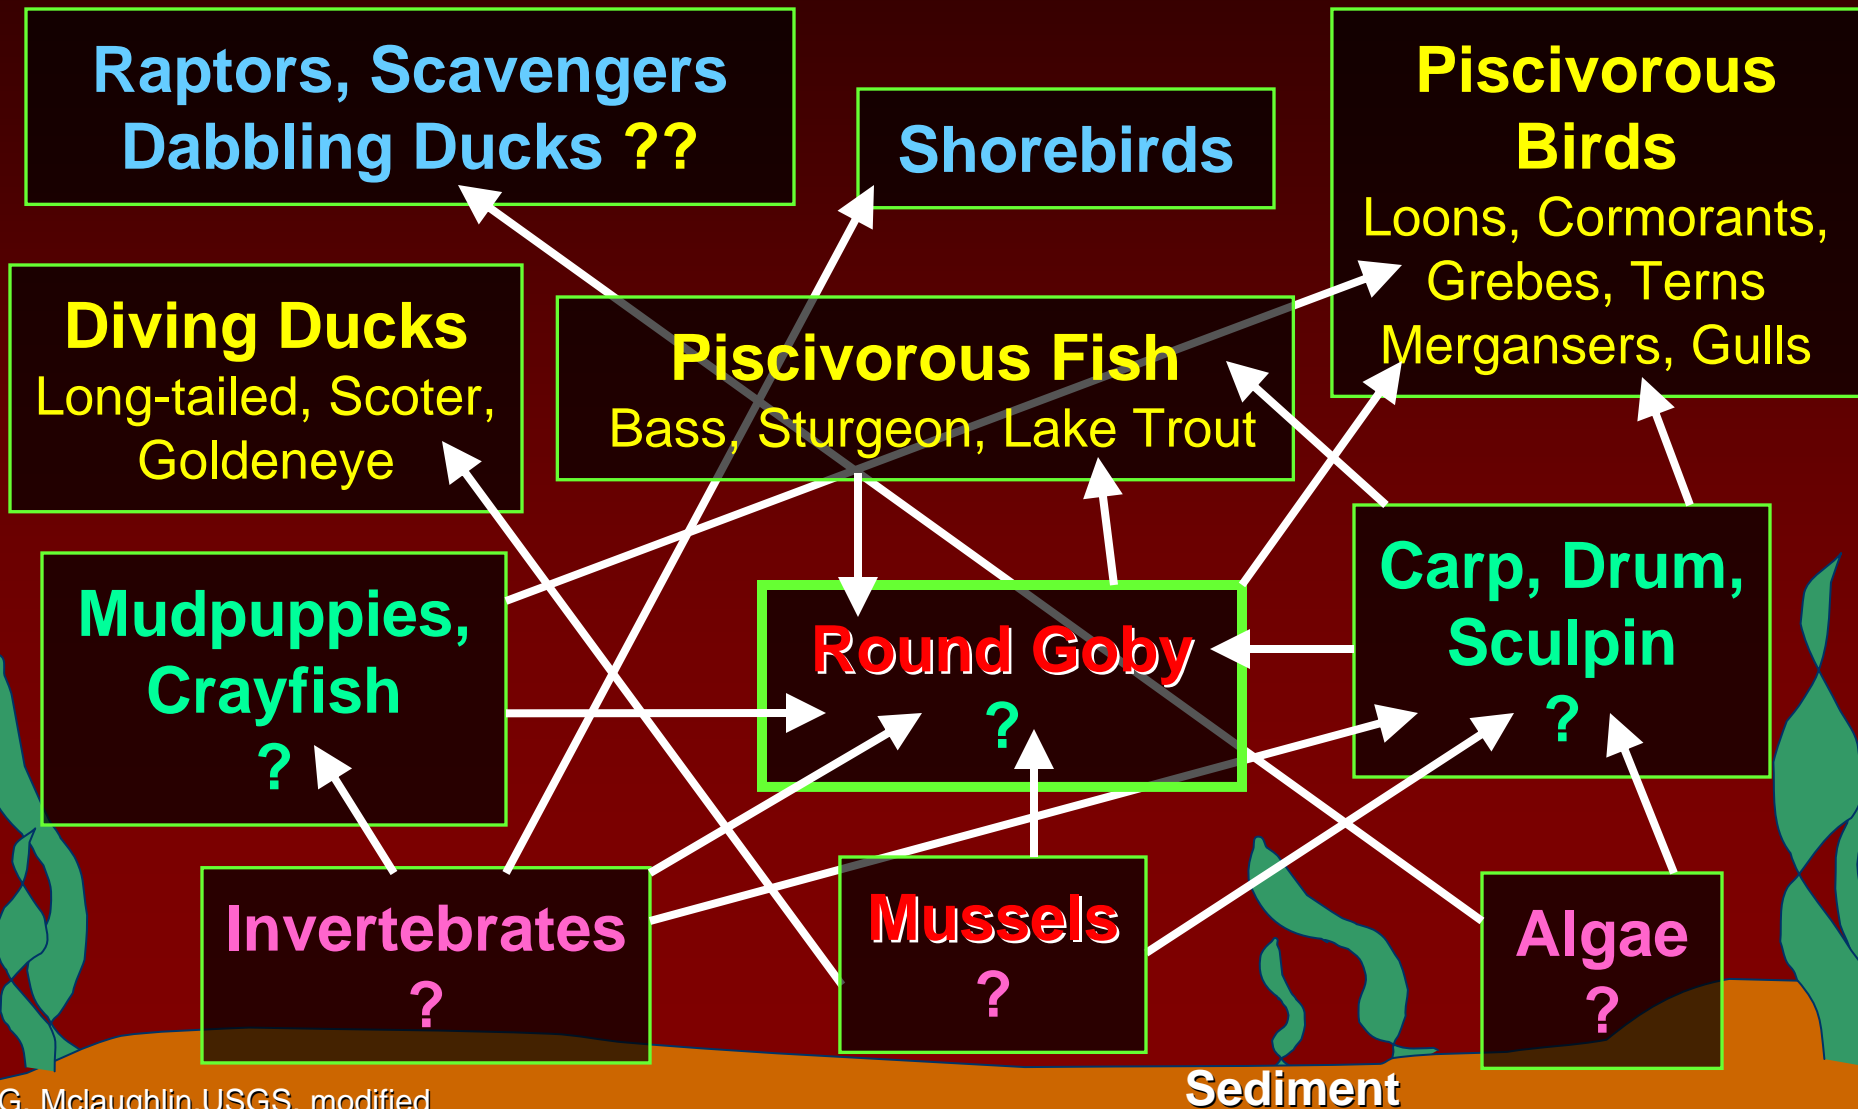 Raptors, Scavengers
Dabbling Ducks ??
Shorebirds
Piscivorous
Birds
Loons, Cormorants,
Grebes, Terns
Mergansers, Gulls
Diving Ducks
Long-tailed, Scoter,
Goldeneye
Piscivorous Fish
Bass, Sturgeon, Lake Trout
Mudpuppies,
Crayfish
?
Round Goby
?
Carp, Drum,
Sculpin
?
Invertebrates
?
Mussels
?
Algae
?
Sediment
G. Mclaughlin,USGS, modified